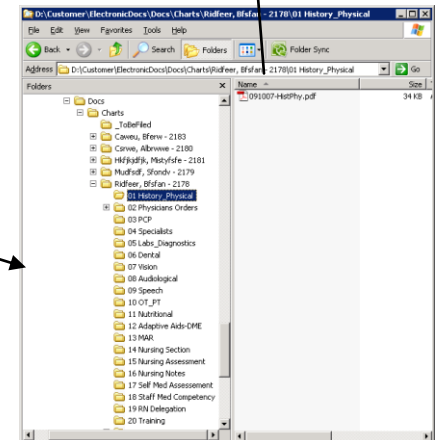 D:\Customer\ElectronicDocs\Docs\Charts\Ridfeer, Bfsfan - 2178\01 History_Physical
File Edit View Favorites Tools Help
Back Search Folders Folder Sync
Address D:\Customer\ElectronicDocs\Docs\Charts\Ridfeer, Bfsfan - 2178\01 History_Physical Go
Folders x Name Size
Docs 091007-HistPhy.pdf 34 KB
Charts
_ToBeFiled
Caweu, Bferw - 2183
Csrwe, Albrwwe - 2180
Hkfjkjdfjk, Mistyfsfe - 2181
Mudfsdf, Sfondv - 2179
Ridfeer, Bfsfan - 2178
01 History_Physical
02 Physicians Orders
03 PCP
04 Specialists
05 Labs_Diagnostics
06 Dental
07 Vision
08 Audiological
09 Speech
10 OT_PT
11 Nutritional
12 Adaptive Aids-DME
13 MAR
14 Nursing Section
15 Nursing Assessment
16 Nursing Notes
17 Self Med Assessement
18 Staff Med Competency
19 RN Delegation
20 Training